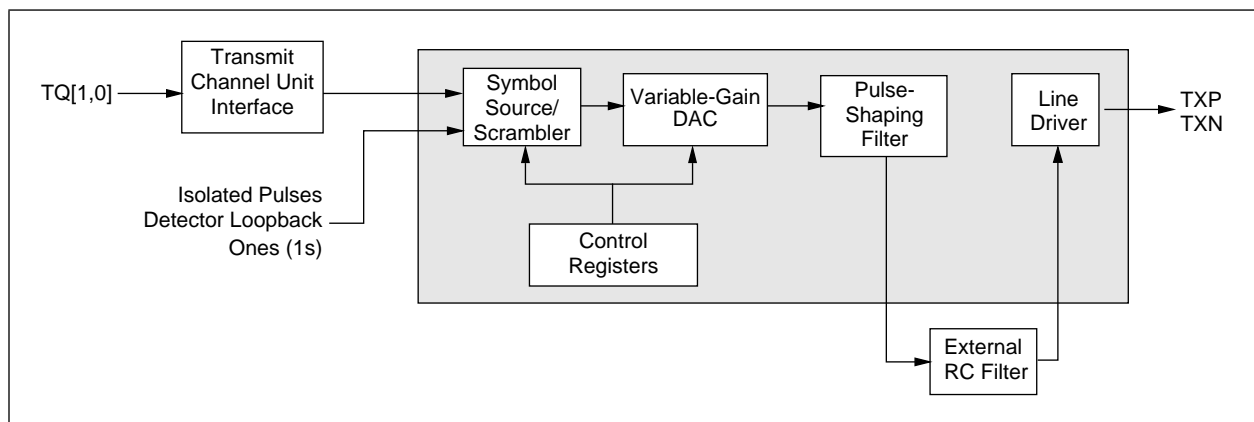 TQ[1,0]
Transmit
Channel Unit
Interface
Isolated Pulses
Detector Loopback
Ones (1s)
Symbol
Source/
Scrambler
Variable-Gain
DAC
Pulse-
Shaping
Filter
Line
Driver
TXP
TXN
Control
Registers
External
RC Filter